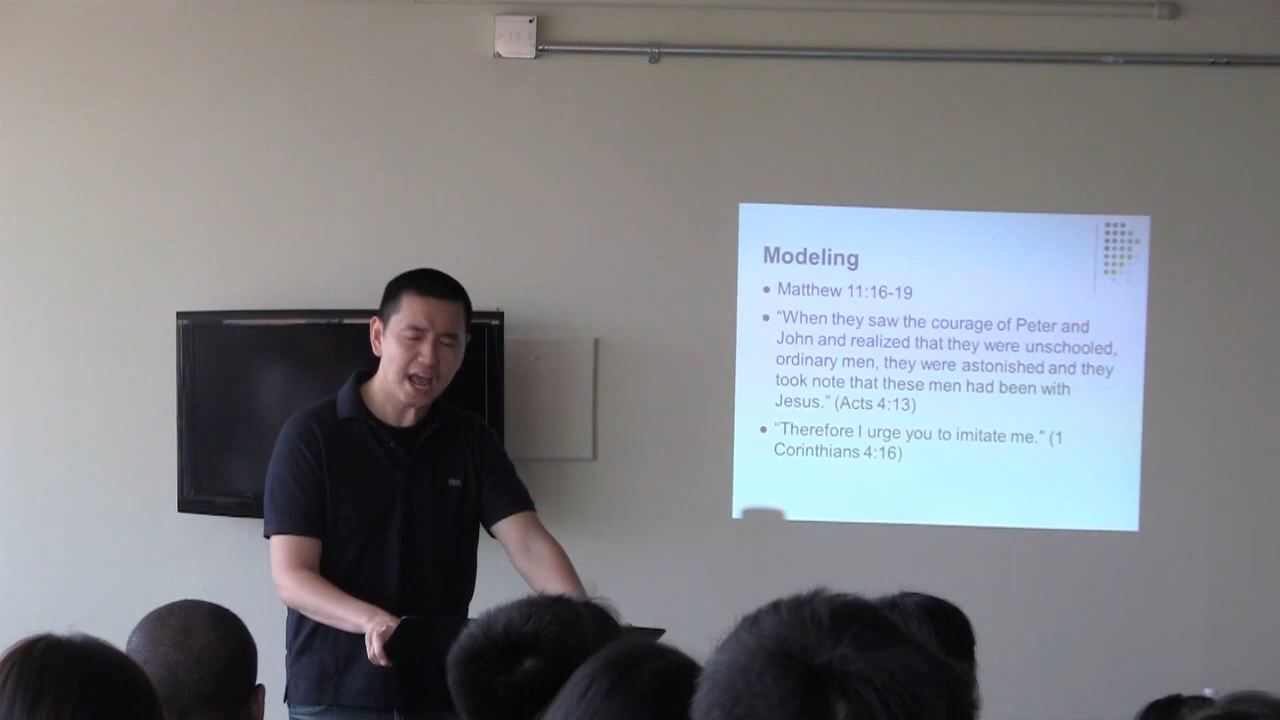 Modeling
• Matthew 11:16-19
• “When they saw the courage of Peter and
John and realized that they were unschooled,
ordinary men, they were astonished and they
took note that these men had been with
Jesus.” (Acts 4:13)
• “Therefore I urge you to imitate me.” (1
Corinthians 4:16)